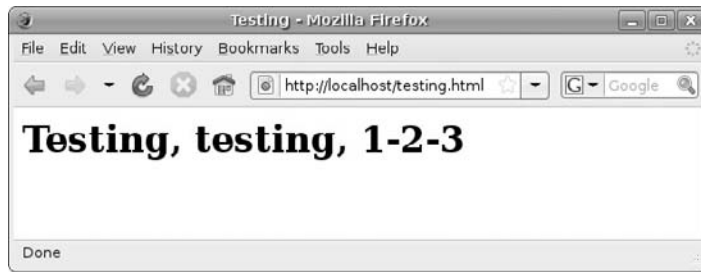 Testing - Mozilla Firefox
File Edit View History Bookmarks Tools Help
http://localhost/testing.html G Google
Testing, testing, 1-2-3
Done